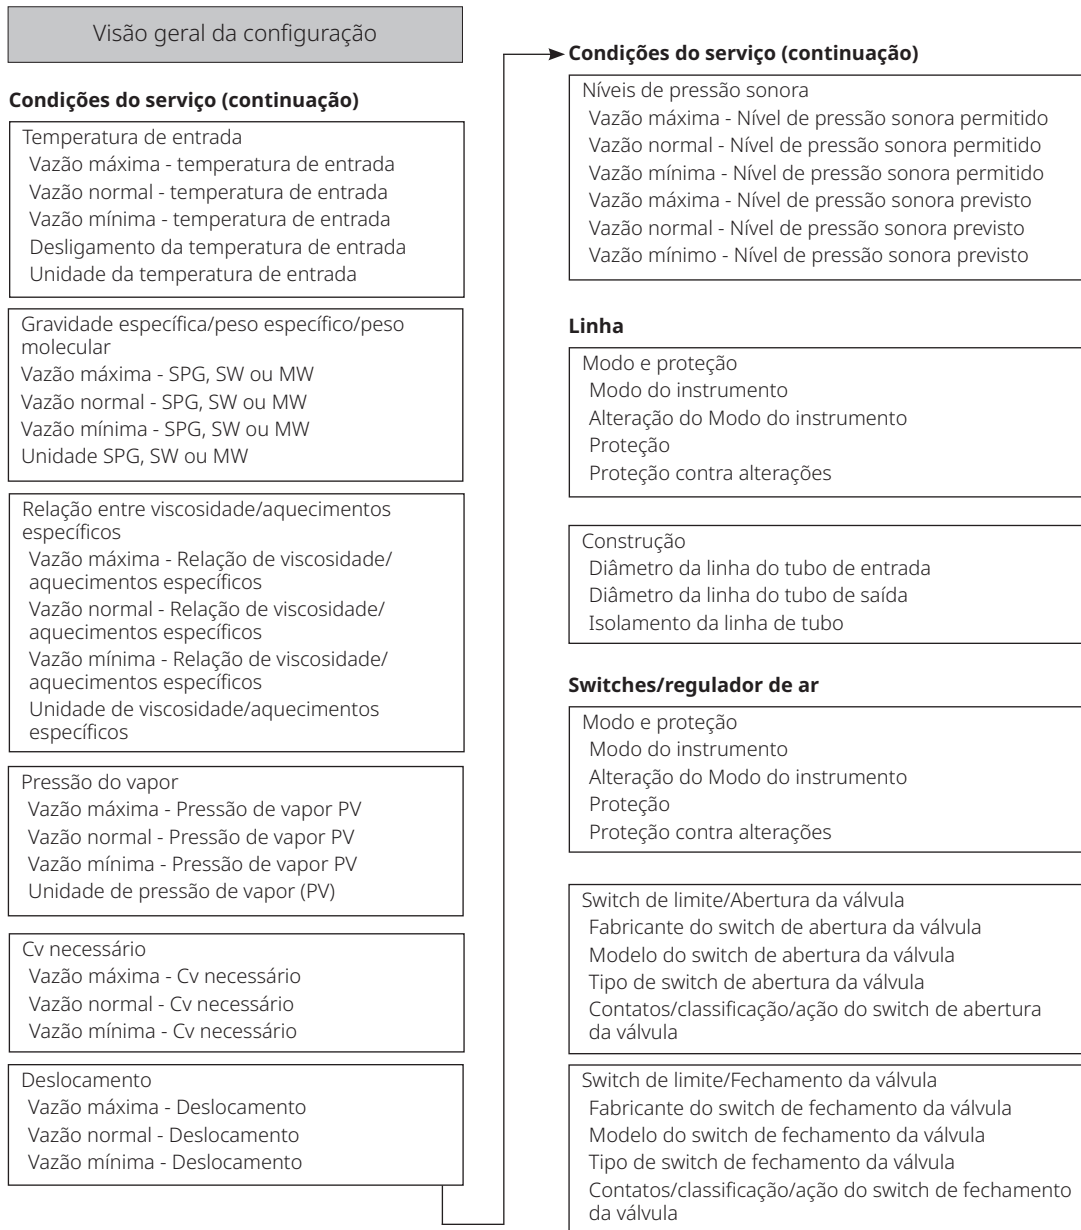 Visão geral da configuração
Condições do serviço (continuação)
Temperatura de entrada
Vazão máxima - temperatura de entrada
Vazão normal - temperatura de entrada
Vazão mínima - temperatura de entrada
Desligamento da temperatura de entrada
Unidade da temperatura de entrada
Gravidade específica/peso específico/peso
molecular
Vazão máxima - SPG, SW ou MW
Vazão normal - SPG, SW ou MW
Vazão mínima - SPG, SW ou MW
Unidade SPG, SW ou MW
Relação entre viscosidade/aquecimentos
específicos
Vazão máxima - Relação de viscosidade/
aquecimentos específicos
Vazão normal - Relação de viscosidade/
aquecimentos específicos
Vazão mínima - Relação de viscosidade/
aquecimentos específicos
Unidade de viscosidade/aquecimentos
específicos
Pressão do vapor
Vazão máxima - Pressão de vapor PV
Vazão normal - Pressão de vapor PV
Vazão mínima - Pressão de vapor PV
Unidade de pressão de vapor (PV)
Cv necessário
Vazão máxima - Cv necessário
Vazão normal - Cv necessário
Vazão mínima - Cv necessário
Deslocamento
Vazão máxima - Deslocamento
Vazão normal - Deslocamento
Vazão mínima - Deslocamento
Condições do serviço (continuação)
Níveis de pressão sonora
Vazão máxima - Nível de pressão sonora permitido
Vazão normal - Nível de pressão sonora permitido
Vazão mínima - Nível de pressão sonora permitido
Vazão máxima - Nível de pressão sonora previsto
Vazão normal - Nível de pressão sonora previsto
Vazão mínimo - Nível de pressão sonora previsto
Linha
Modo e proteção
Modo do instrumento
Alteração do Modo do instrumento
Proteção
Proteção contra alterações
Construção
Diâmetro da linha do tubo de entrada
Diâmetro da linha do tubo de saída
Isolamento da linha de tubo
Switches/regulador de ar
Modo e proteção
Modo do instrumento
Alteração do Modo do instrumento
Proteção
Proteção contra alterações
Switch de limite/Abertura da válvula
Fabricante do switch de abertura da válvula
Modelo do switch de abertura da válvula
Tipo de switch de abertura da válvula
Contatos/classificação/ação do switch de abertura
da válvula
Switch de limite/Fechamento da válvula
Fabricante do switch de fechamento da válvula
Modelo do switch de fechamento da válvula
Tipo de switch de fechamento da válvula
Contatos/classificação/ação do switch de fechamento
da válvula